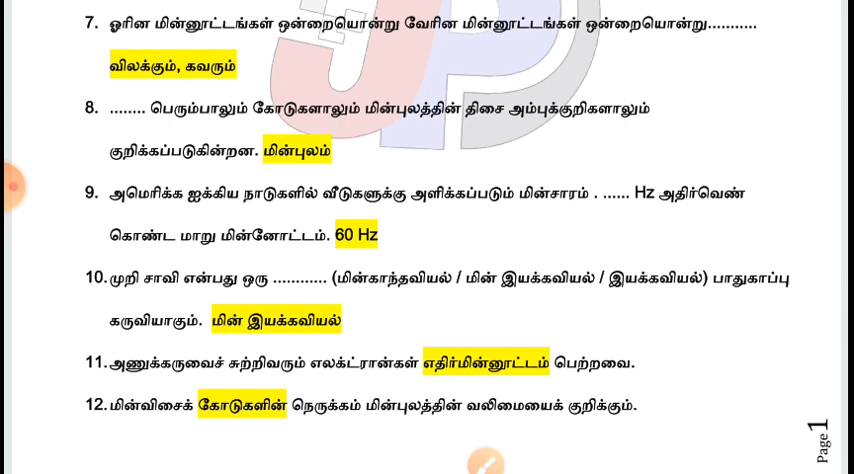 7. ஓரின மின்னூட்டங்கள் ஒன்றையொன்று வேரின மின்னூட்டங்கள் ஒன்றையொன்று...........
விலக்கும், கவரும்
8. ........ பெரும்பாலும் கோடுகளாலும் மின்புலத்தின் திசை அம்புக்குறிகளாலும்
குறிக்கப்படுகின்றன. மின்புலம்
9. அமெரிக்க ஐக்கிய நாடுகளில் வீடுகளுக்கு அளிக்கப்படும் மின்சாரம் . ...... Hz அதிர்வெண்
கொண்ட மாறு மின்னோட்டம். 60 Hz
10. முறி சாவி என்பது ஒரு ............ (மின்காந்தவியல் / மின் இயக்கவியல் / இயக்கவியல்) பாதுகாப்பு
கருவியாகும். மின் இயக்கவியல்
11. அணுக்கருவைச் சுற்றிவரும் எலக்ட்ரான்கள் எதிர்மின்னூட்டம் பெற்றவை.
12. மின்விசைக் கோடுகளின் நெருக்கம் மின்புலத்தின் வலிமையைக் குறிக்கும்.
Page 1